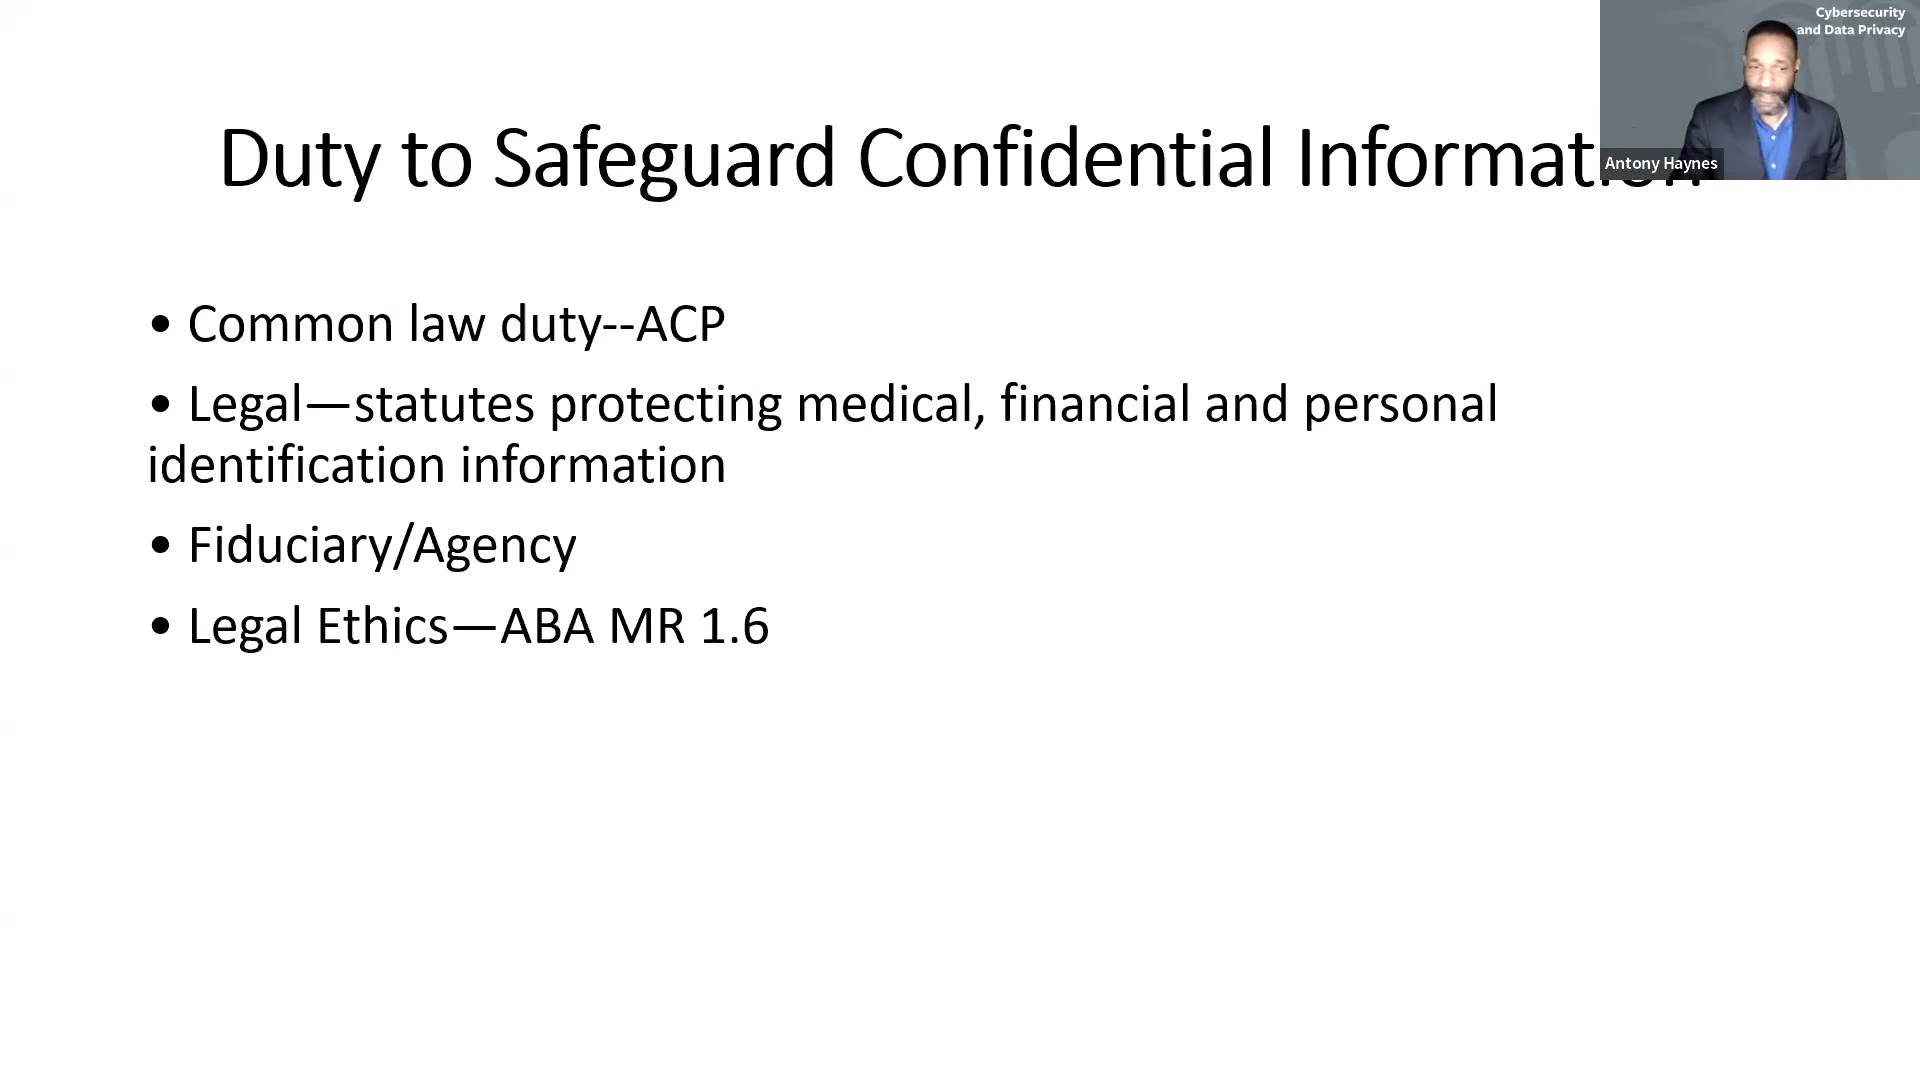 Cybersecurity
and Data Privacy
Duty to Safeguard Confidential Information
Antony Haynes
• Common law duty--ACP
• Legal—statutes protecting medical, financial and personal
identification information
• Fiduciary/Agency
• Legal Ethics—ABA MR 1.6